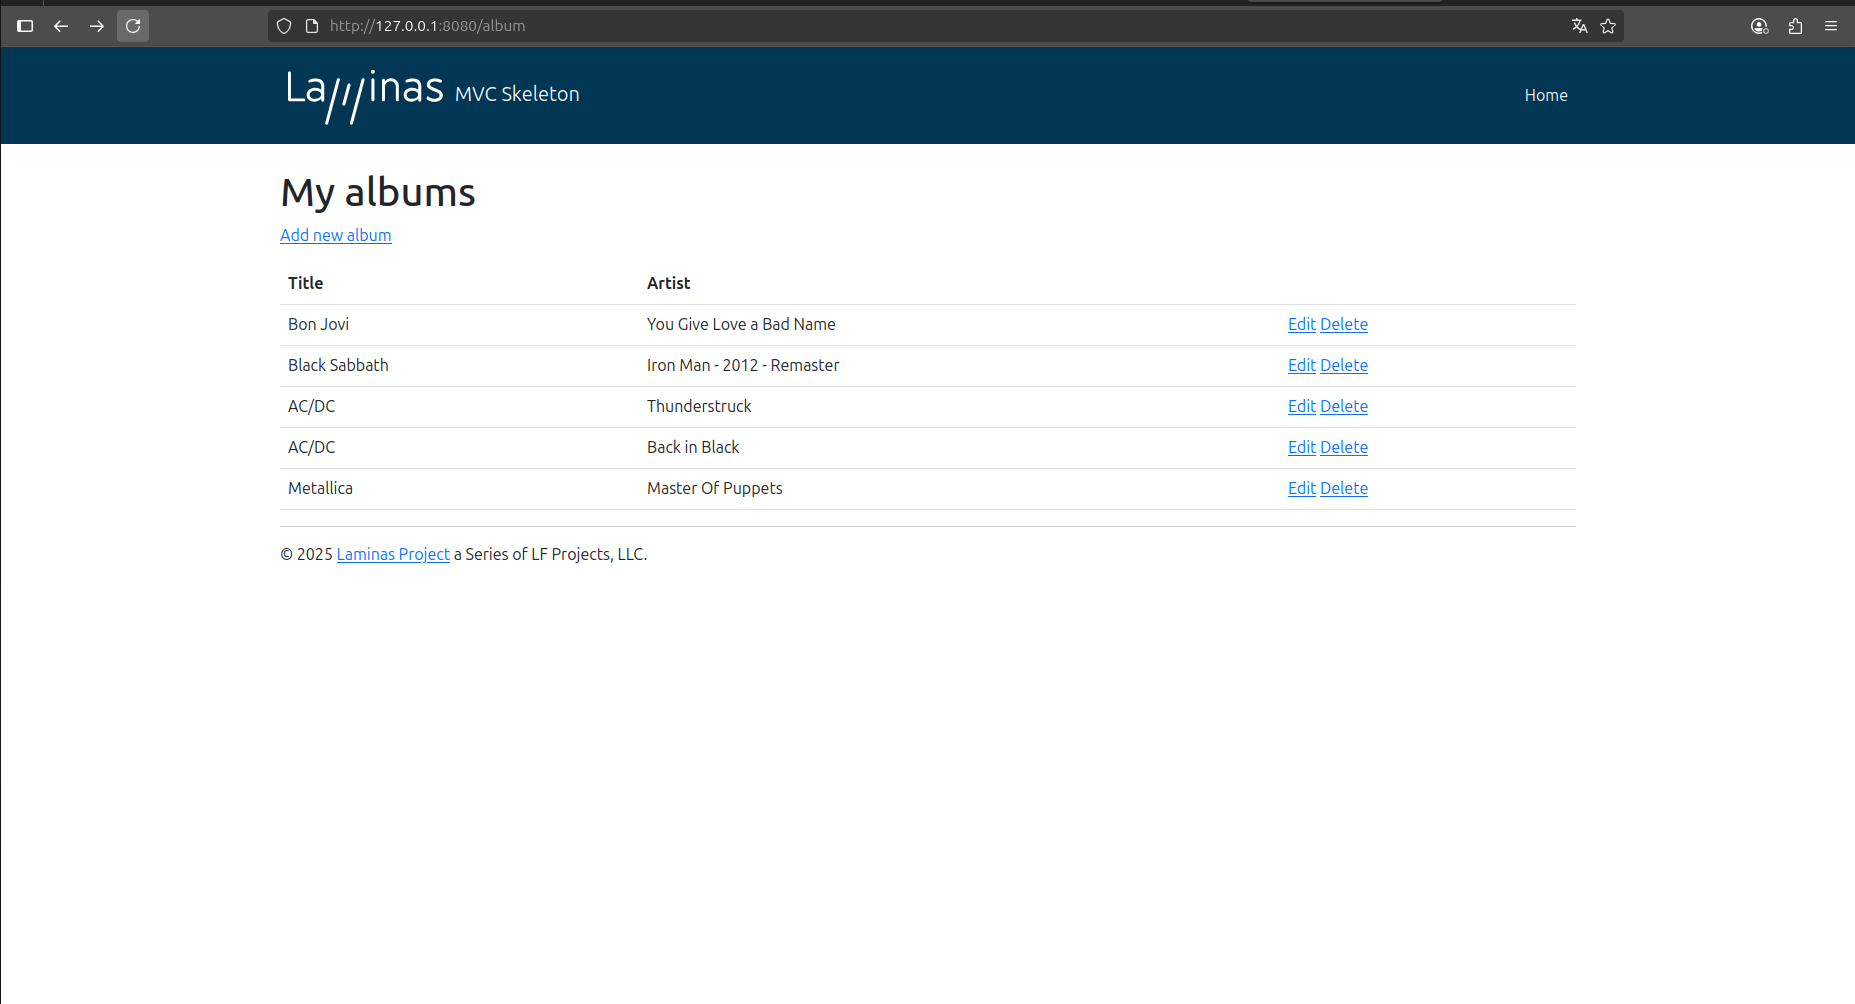 http://127.0.0.1:8080/album
Laminas MVC Skeleton
Home
My albums
Add new album
Title Artist
Bon Jovi You Give Love a Bad Name Edit Delete
Black Sabbath Iron Man - 2012 - Remaster Edit Delete
AC/DC Thunderstruck Edit Delete
AC/DC Back in Black Edit Delete
Metallica Master Of Puppets Edit Delete
© 2025 Laminas Project a Series of LF Projects, LLC.